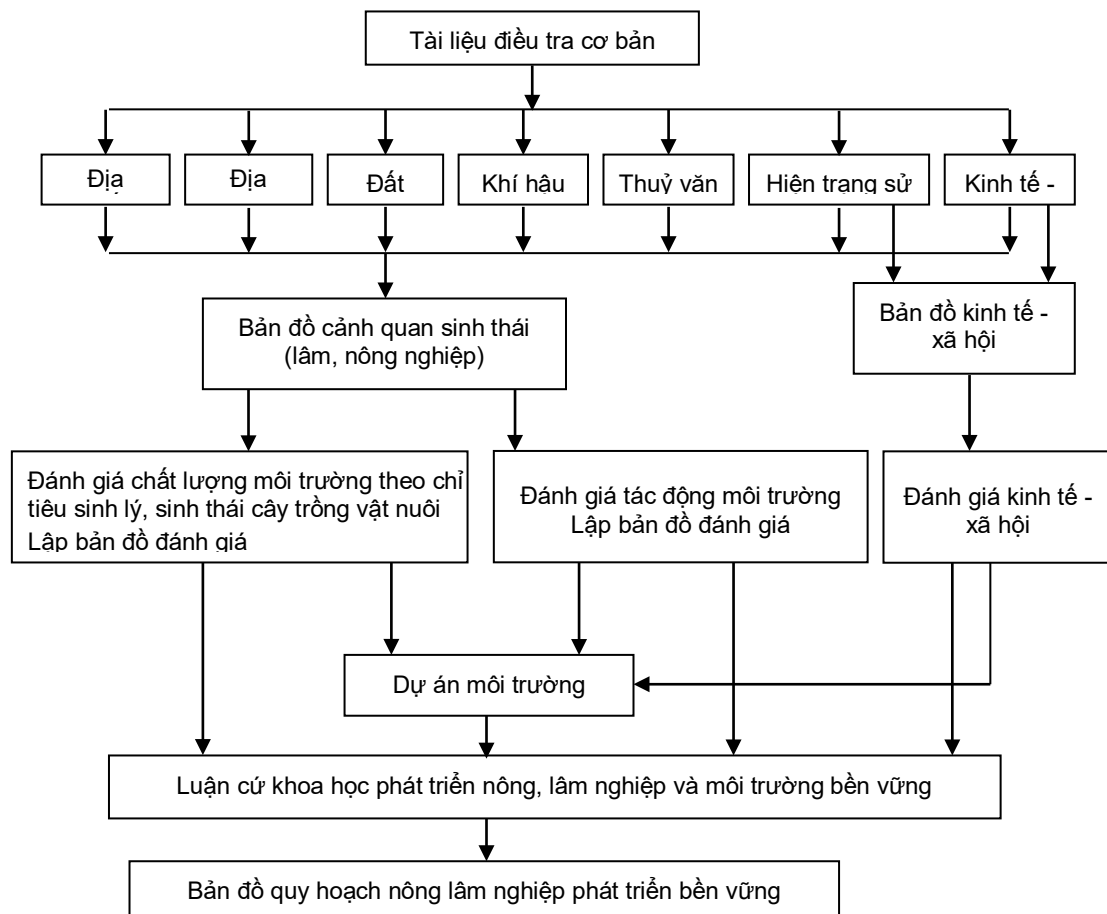 Tài liệu điều tra cơ bản
Địa
Địa
Đất
Khí hậu
Thuỷ văn
Hiện trạng sử
Kinh tế -
Bản đồ cảnh quan sinh thái
(lâm, nông nghiệp)
Bản đồ kinh tế -
xã hội
Đánh giá chất lượng môi trường theo chỉ
tiêu sinh lý, sinh thái cây trồng vật nuôi
Lập bản đồ đánh giá
Đánh giá tác động môi trường
Lập bản đồ đánh giá
Đánh giá kinh tế -
xã hội
Dự án môi trường
Luận cứ khoa học phát triển nông, lâm nghiệp và môi trường bền vững
Bản đồ quy hoạch nông lâm nghiệp phát triển bền vững